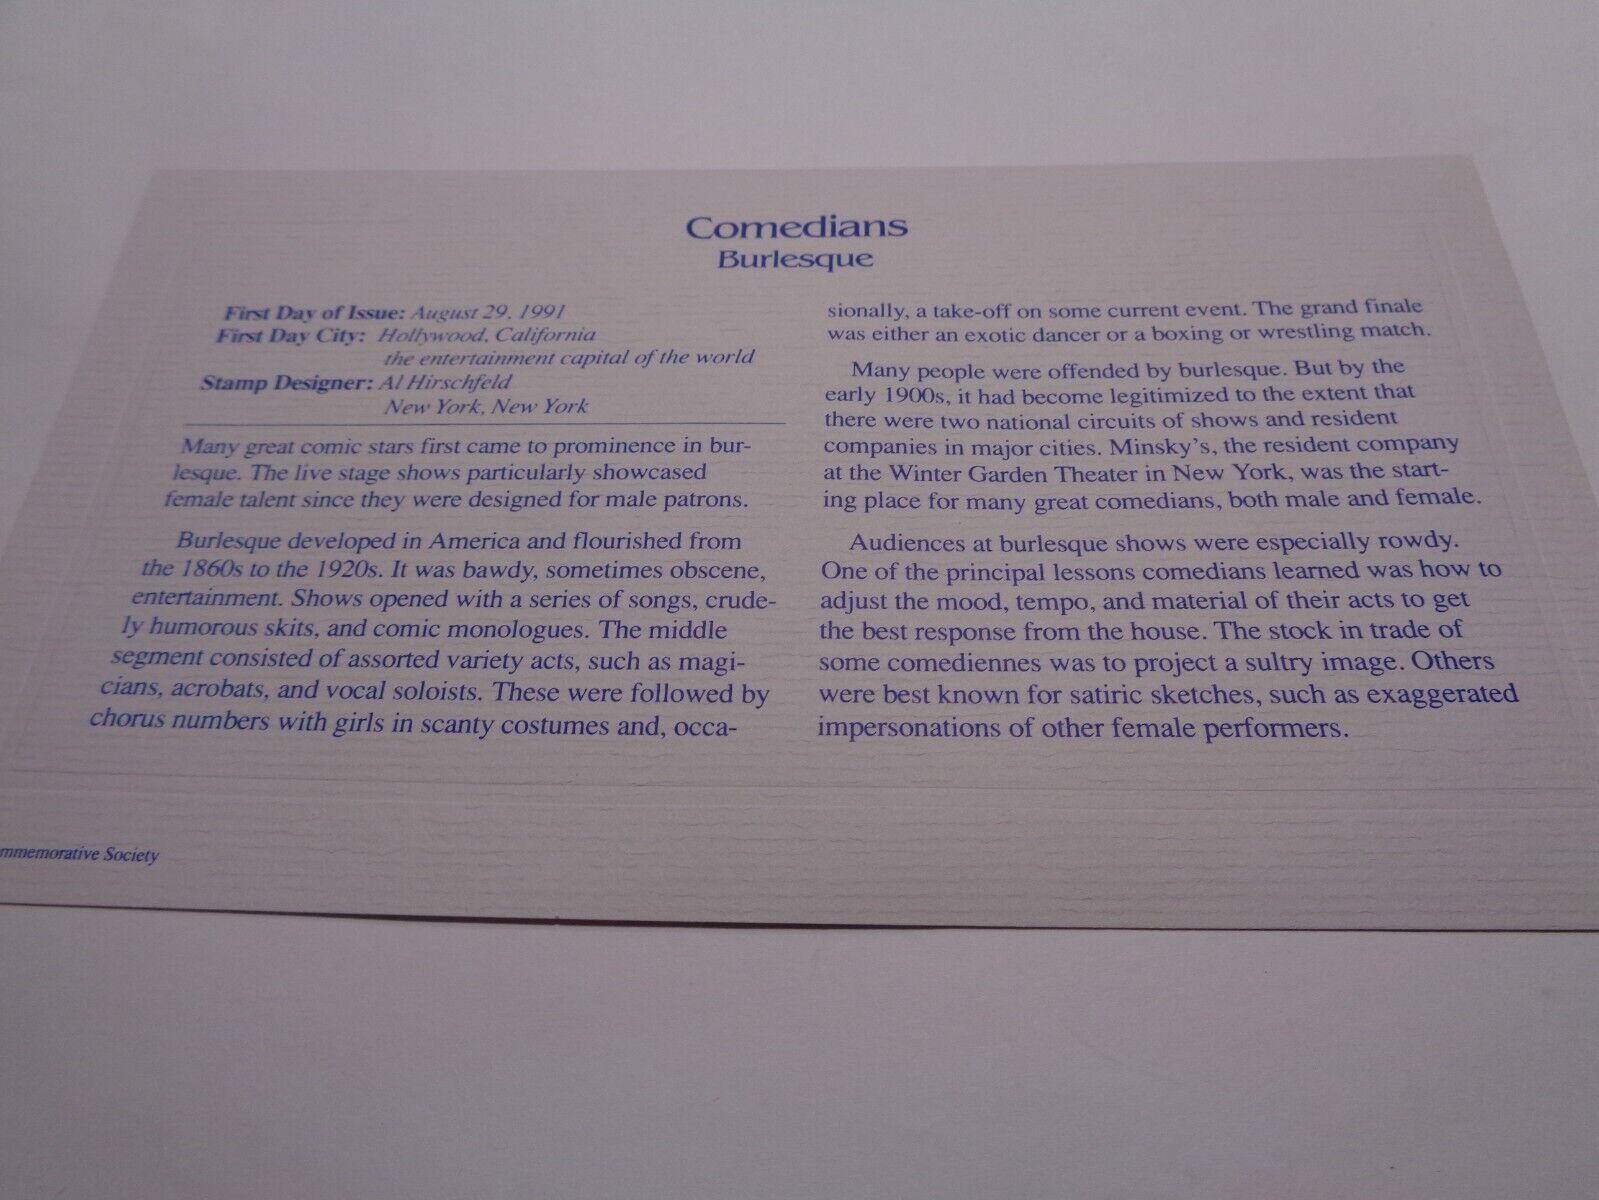 Comedians
Burlesque
First Day of Issue: August 29, 1991
First Day City: Hollywood, California
the entertainment capital of the world
Stamp Designer: Al Hirschfeld
New York, New York
Many great comic stars first came to prominence in bur-
lesque. The live stage shows particularly showcased
female talent since they were designed for male patrons.
Burlesque developed in America and flourished from
the 1860s to the 1920s. It was bawdy, sometimes obscene,
entertainment. Shows opened with a series of songs, crude-
ly humorous skits, and comic monologues. The middle
segment consisted of assorted variety acts, such as magi-
cians, acrobats, and vocal soloists. These were followed by
chorus numbers with girls in scanty costumes and, occa-
sionally, a take-off on some current event. The grand finale
was either an exotic dancer or a boxing or wrestling match.
Many people were offended by burlesque. But by the
early 1900s, it had become legitimized to the extent that
there were two national circuits of shows and resident
companies in major cities. Minsky's, the resident company
at the Winter Garden Theater in New York, was the start-
ing place for many great comedians, both male and female.
Audiences at burlesque shows were especially rowdy.
One of the principal lessons comedians learned was how to
adjust the mood, tempo, and material of their acts to get
the best response from the house. The stock in trade of
some comediennes was to project a sultry image. Others
were best known for satiric sketches, such as exaggerated
impersonations of other female performers.
mmemorative Society